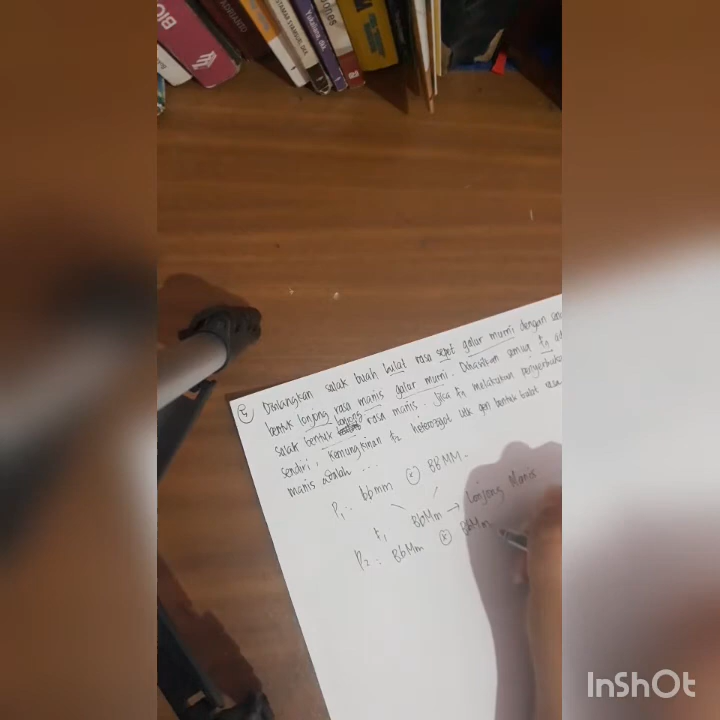 BIO
5 Disilangkan salak buah bulat rasa sepet galur murni dengan
bentuk lonjong rasa manis galur murni. Dihasilkan semua F1
salak bentuk lonjong rasa manis. Jika F1 melakukan penyerbukan
sendiri, kemungkinan F2 heterozigot utk gen bentuk bulat rasa
manis adalah ...
P1 : bbmm x BBMM
F1 BbMm → Lonjong Manis
P2 : BbMm x BbMm
InShOt